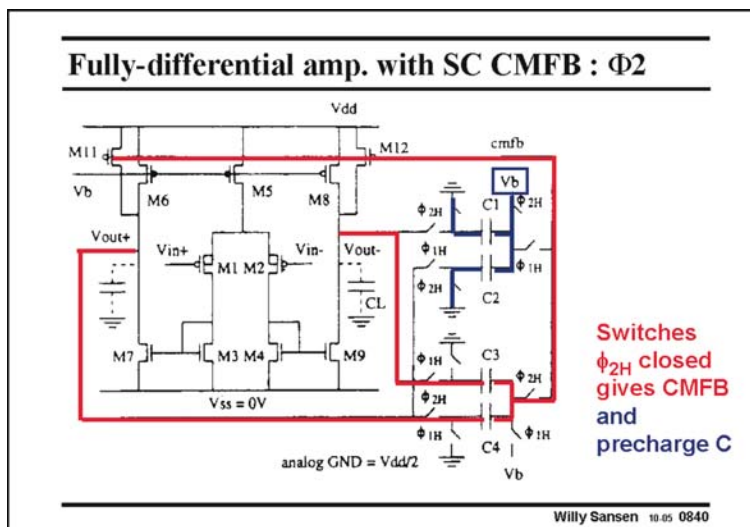 Fully-differential amp. with SC CMFB : Φ2
Vdd
M11
M12
cmfb
Vb
M6
M5
M8
Vb
ϕ2H
C1
ϕ2H
Vout+
Vin+
Vin-
Vout-
ϕ1H
ϕ1H
M1
M2
ϕ2H
C2
CL
M7
M3
M4
M9
ϕ1H
C3
ϕ2H
ϕ2H
Vss = 0V
ϕ1H
C4
ϕ1H
analog GND = Vdd/2
Vb
Switches
ϕ2H closed
gives CMFB
and
precharge C
Willy Sansen 10-05 0840